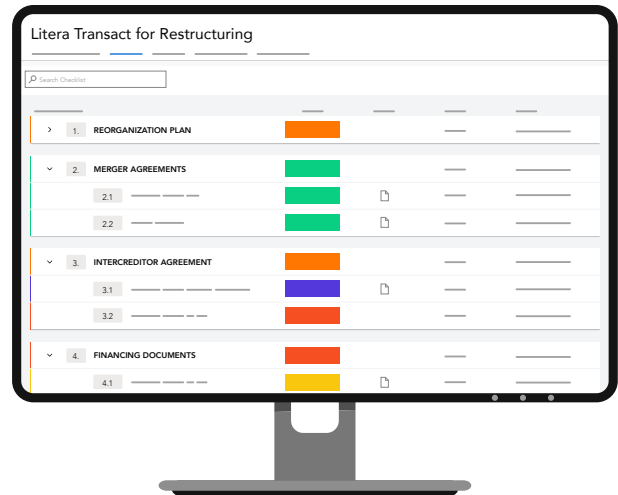 Litera Transact for Restructuring
Search Checklist
1. REORGANIZATION PLAN
2. MERGER AGREEMENTS
2.1
2.2
3. INTERCREDITOR AGREEMENT
3.1
3.2
4. FINANCING DOCUMENTS
4.1